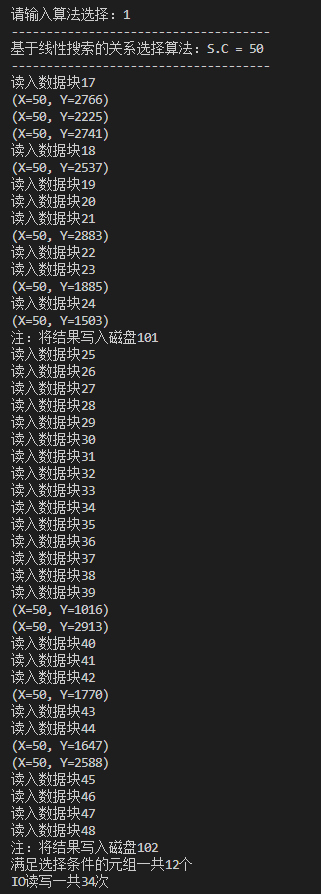 请输入算法选择：1
----------------------------------
基于线性搜索的关系选择算法：S.C = 50
----------------------------------
读入数据块17
(X=50, Y=2766)
(X=50, Y=2225)
(X=50, Y=2741)
读入数据块18
(X=50, Y=2537)
读入数据块19
读入数据块20
读入数据块21
(X=50, Y=2883)
读入数据块22
读入数据块23
(X=50, Y=1885)
读入数据块24
(X=50, Y=1503)
注：将结果写入磁盘101
读入数据块25
读入数据块26
读入数据块27
读入数据块28
读入数据块29
读入数据块30
读入数据块31
读入数据块32
读入数据块33
读入数据块34
读入数据块35
读入数据块36
读入数据块37
读入数据块38
读入数据块39
(X=50, Y=1016)
(X=50, Y=2913)
读入数据块40
读入数据块41
读入数据块42
(X=50, Y=1770)
读入数据块43
读入数据块44
(X=50, Y=1647)
(X=50, Y=2588)
读入数据块45
读入数据块46
读入数据块47
读入数据块48
注：将结果写入磁盘102
满足选择条件的元组一共12个
IO读写一共34次